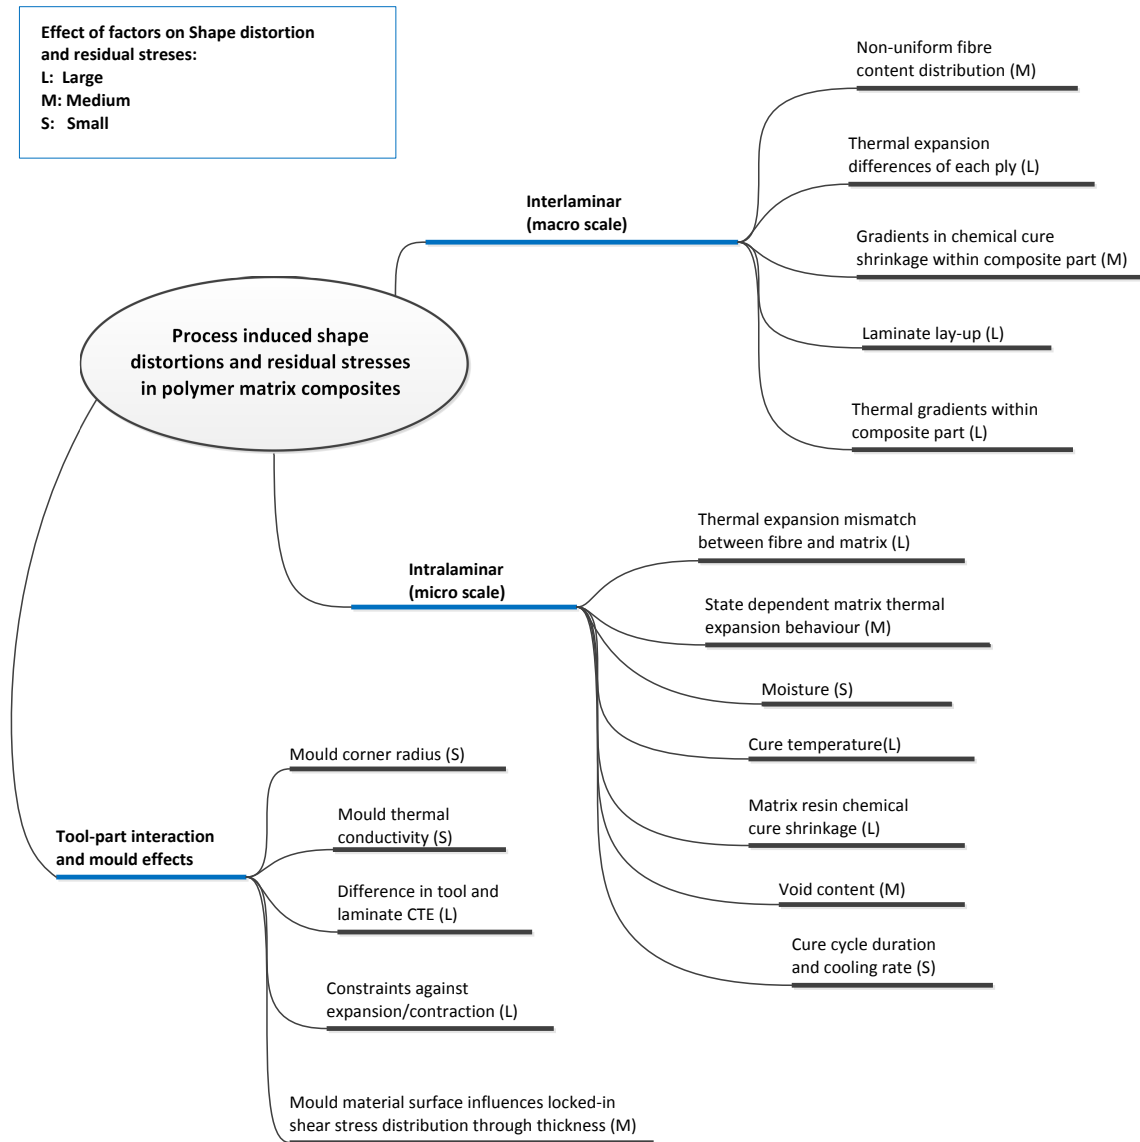 Effect of factors on Shape distortion
and residual streses:
L: Large
M: Medium
S: Small
Process induced shape
distortions and residual stresses
in polymer matrix composites
Interlaminar
(macro scale)
Non-uniform fibre
content distribution (M)
Thermal expansion
differences of each ply (L)
Gradients in chemical cure
shrinkage within composite part (M)
Laminate lay-up (L)
Thermal gradients within
composite part (L)
Intralaminar
(micro scale)
Thermal expansion mismatch
between fibre and matrix (L)
State dependent matrix thermal
expansion behaviour (M)
Moisture (S)
Cure temperature(L)
Matrix resin chemical
cure shrinkage (L)
Void content (M)
Cure cycle duration
and cooling rate (S)
Tool-part interaction
and mould effects
Mould corner radius (S)
Mould thermal
conductivity (S)
Difference in tool and
laminate CTE (L)
Constraints against
expansion/contraction (L)
Mould material surface influences locked-in
shear stress distribution through thickness (M)